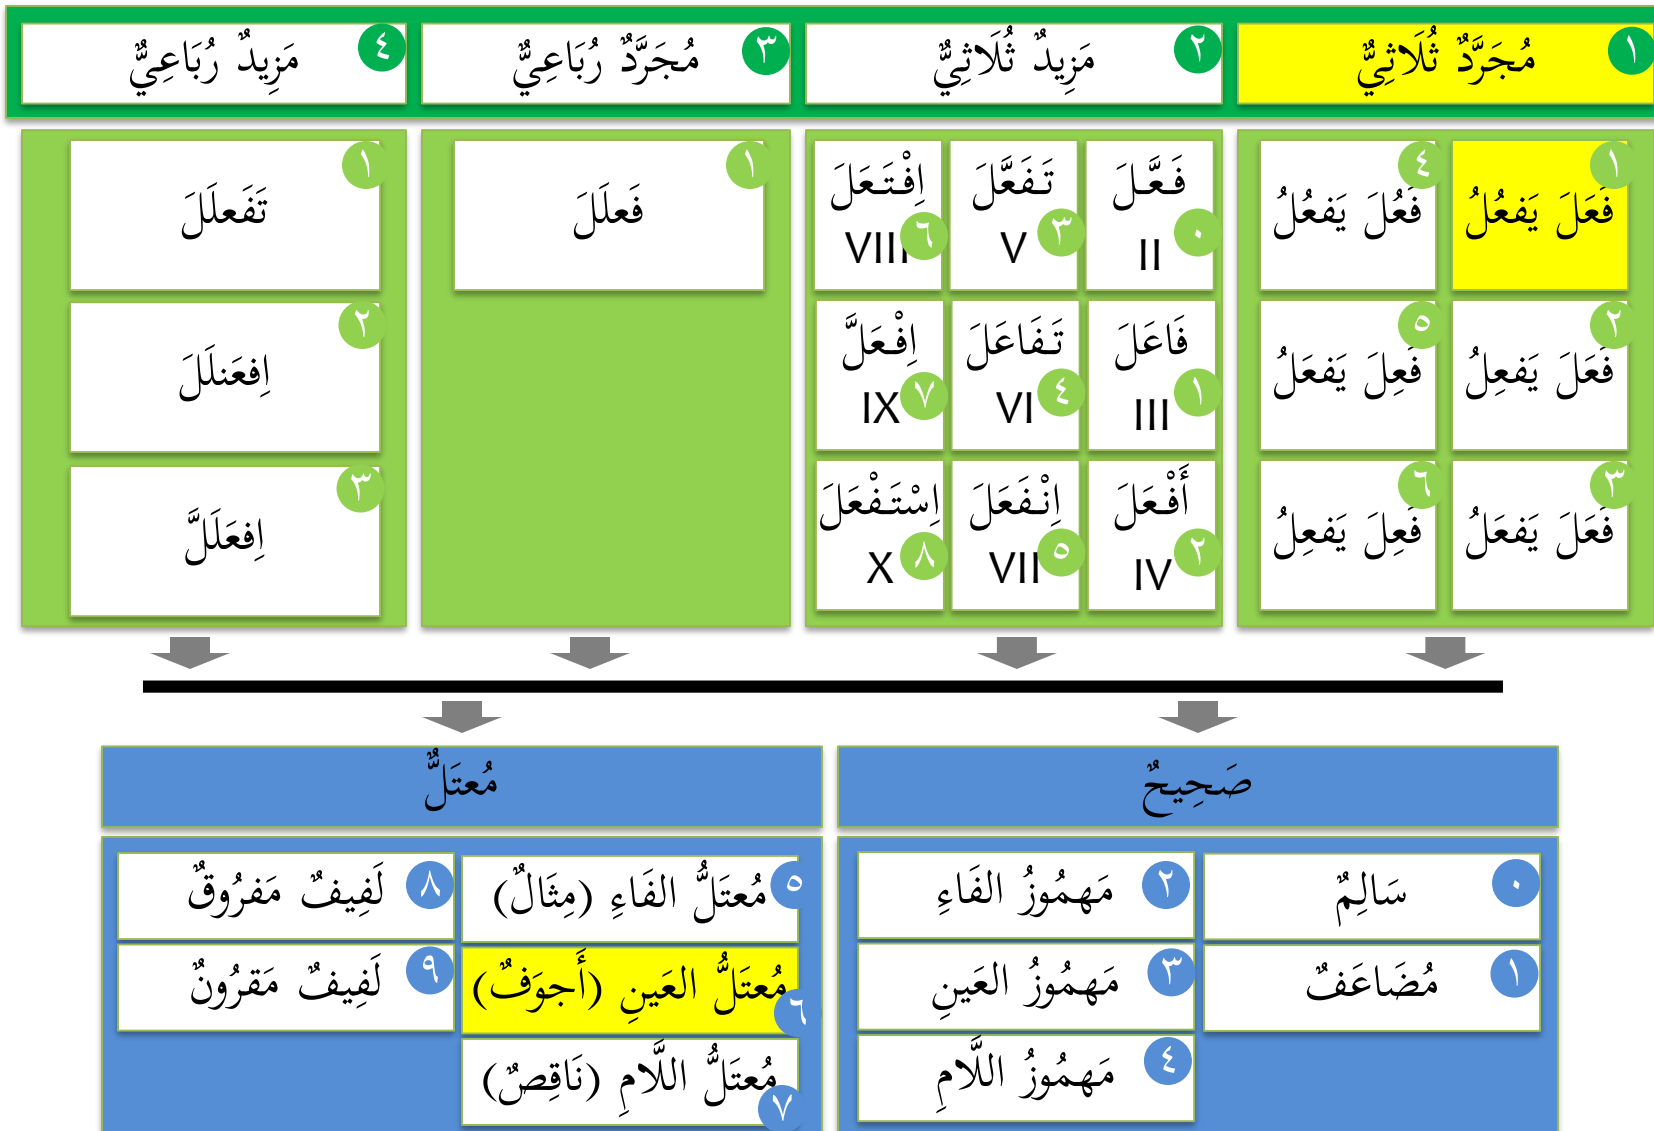 ١ مُجَرَّدٌ ثُلَاثِيٌّ
٢ مَزِيدٌ ثُلَاثِيٌّ
٣ مُجَرَّدٌ رُبَاعِيٌّ
٤ مَزِيدٌ رُبَاعِيٌّ
١ فَعَلَ يَفعُلُ
٤ فَعُلَ يَفعُلُ
٢ فَعَلَ يَفعِلُ
٥ فَعِلَ يَفعَلُ
٣ فَعَلَ يَفعَلُ
٦ فَعِلَ يَفعِلُ
فَعَّلَ
٠
II
تَفَعَّلَ
٣
V
اِفْتَعَلَ
٦
VIII
فَاعَلَ
١
III
تَفَاعَلَ
٤
VI
اِفْعَلَّ
٧
IX
أَفْعَلَ
٢
IV
اِنْفَعَلَ
٥
VII
اِسْتَفْعَلَ
٨
X
١ فَعلَلَ
١ تَفَعلَلَ
٢ اِفعَنلَلَ
٣ اِفعَلَلَّ
صَحِيحٌ
٠ سَالِمٌ
١ مُضَاعَفٌ
٢ مَهمُوزُ الفَاءِ
٣ مَهمُوزُ العَينِ
٤ مَهمُوزُ اللَّامِ
مُعتَلٌّ
٥ مُعتَلُّ الفَاءِ (مِثَالٌ)
٦ مُعتَلُّ العَينِ (أَجوَفٌ)
٧ مُعتَلُّ اللَّامِ (نَاقِصٌ)
٨ لَفِيفٌ مَفرُوقٌ
٩ لَفِيفٌ مَقرُونٌ